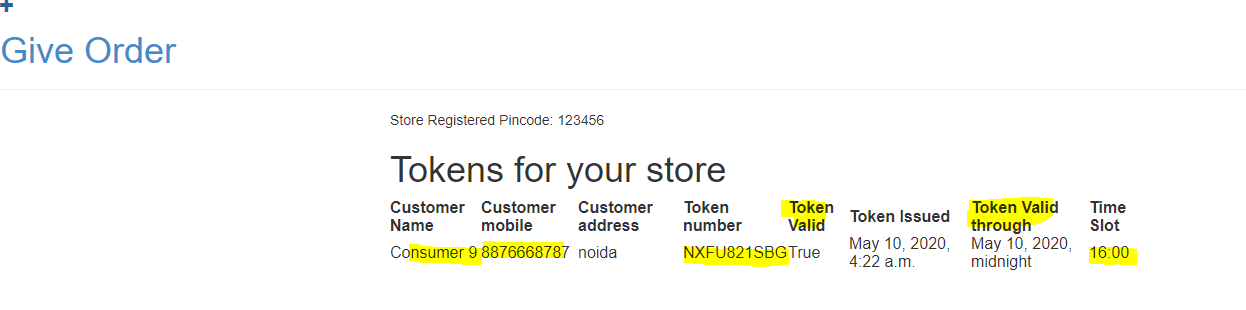 +
Give Order
Store Registered Pincode: 123456
Tokens for your store
Customer Name Customer mobile Customer address Token number Token Valid Token Issued Token Valid through Time Slot
Consumer 9 8876668787 noida NXFU821SBG True May 10, 2020, 4:22 a.m. May 10, 2020, midnight 16:00